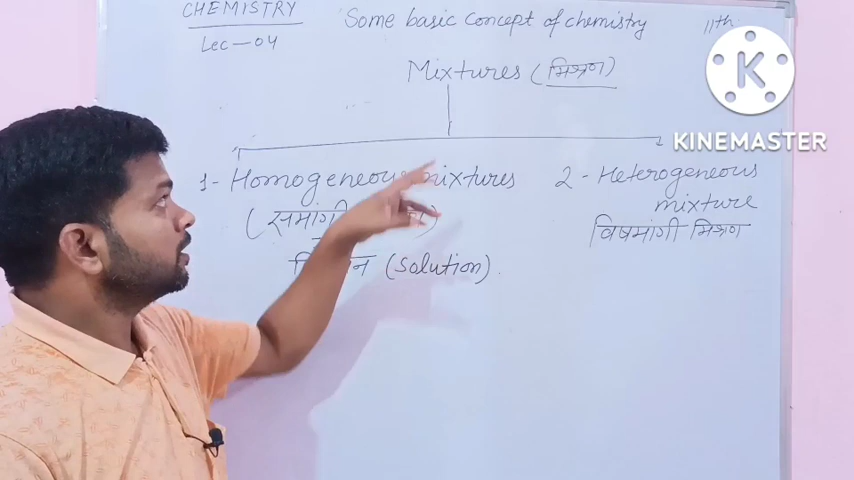 CHEMISTRY Some basic Concept of chemistry 11th
Lec-04
Mixtures (मिश्रण)
KINEMASTER
1- Homogeneous mixtures 2- Heterogeneous
mixture
(समांगी विषमांगी मिश्रण
(Solution)